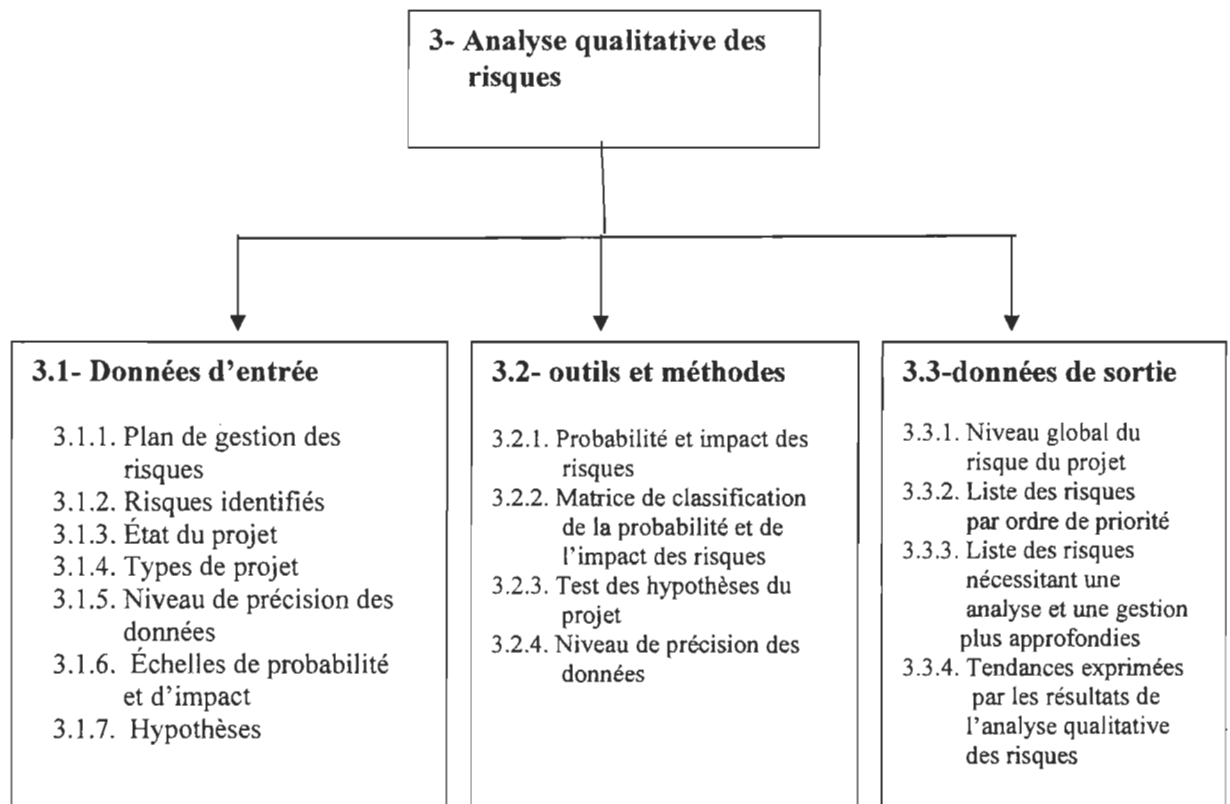 3- Analyse qualitative des
risques
3.1- Données d'entrée
3.1.1. Plan de gestion des
risques
3.1.2. Risques identifiés
3.1.3. État du projet
3.1.4. Types de projet
3.1.5. Niveau de précision des
données
3.1.6. Échelles de probabilité
et d'impact
3.1.7. Hypothèses
3.2- outils et méthodes
3.2.1. Probabilité et impact des
risques
3.2.2. Matrice de classification
de la probabilité et de
l'impact des risques
3.2.3. Test des hypothèses du
projet
3.2.4. Niveau de précision des
données
3.3-données de sortie
3.3.1. Niveau global du
risque du projet
3.3.2. Liste des risques
par ordre de priorité
3.3.3. Liste des risques
nécessitant une
analyse et une gestion
plus approfondies
3.3.4. Tendances exprimées
par les résultats de
l'analyse qualitative
des risques